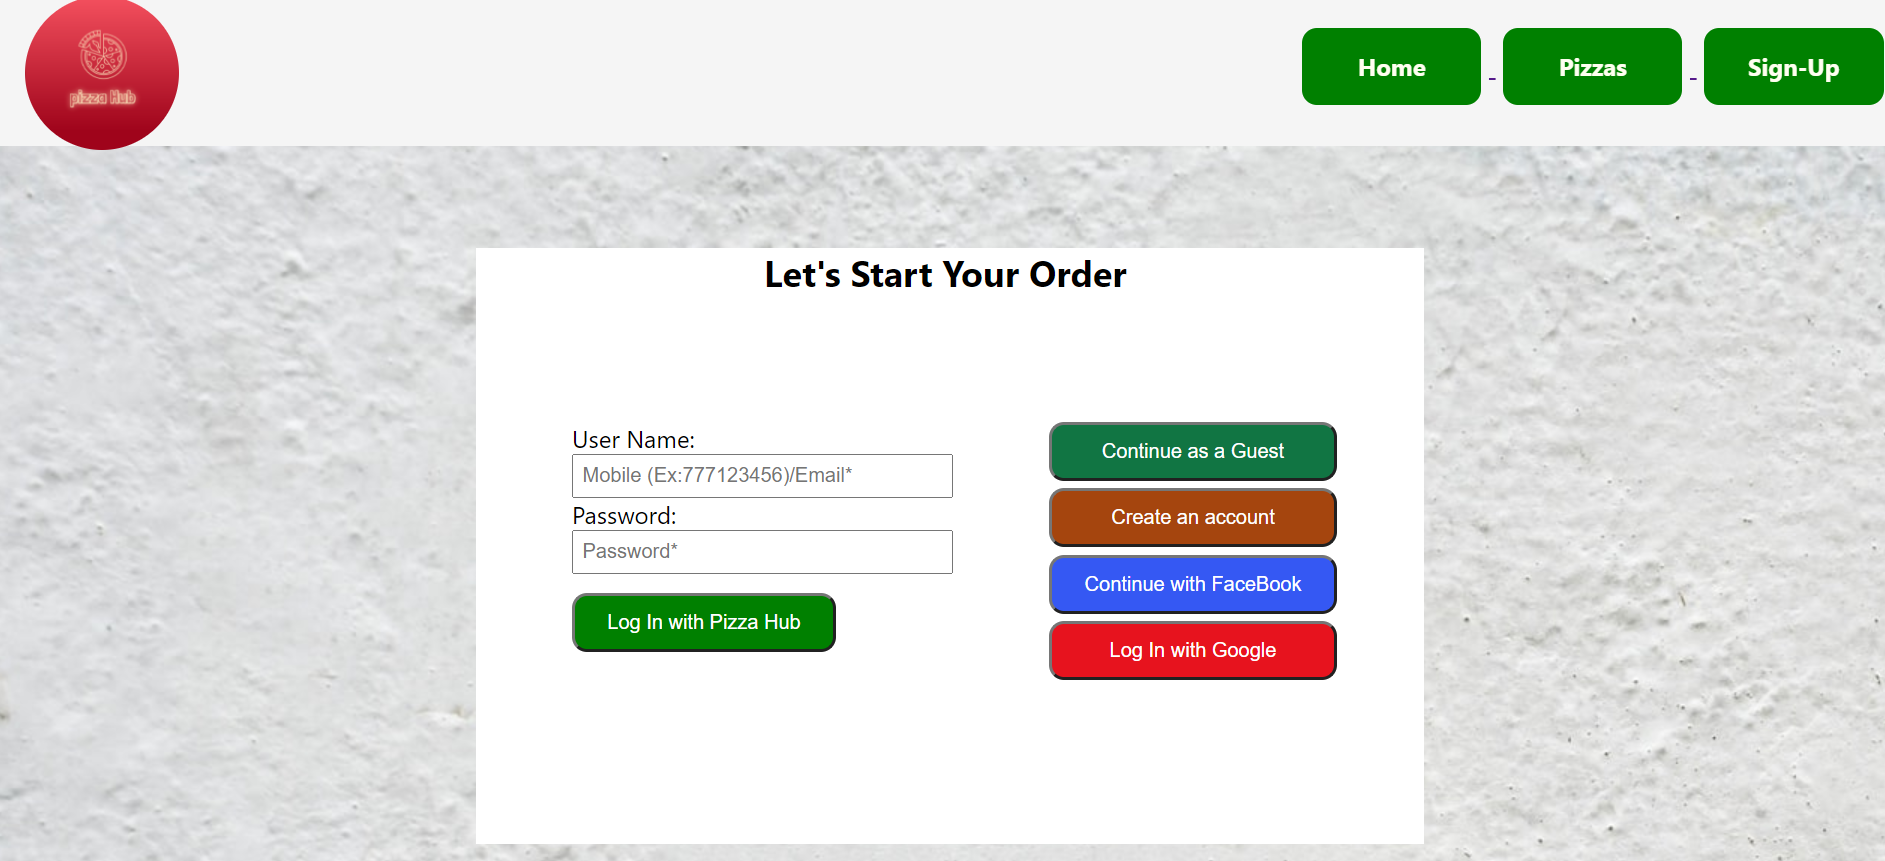 pizza Hub
Home - Pizzas - Sign-Up
Let's Start Your Order
User Name:
Mobile (Ex:777123456)/Email*
Password:
Password*
Log In with Pizza Hub
Continue as a Guest
Create an account
Continue with FaceBook
Log In with Google